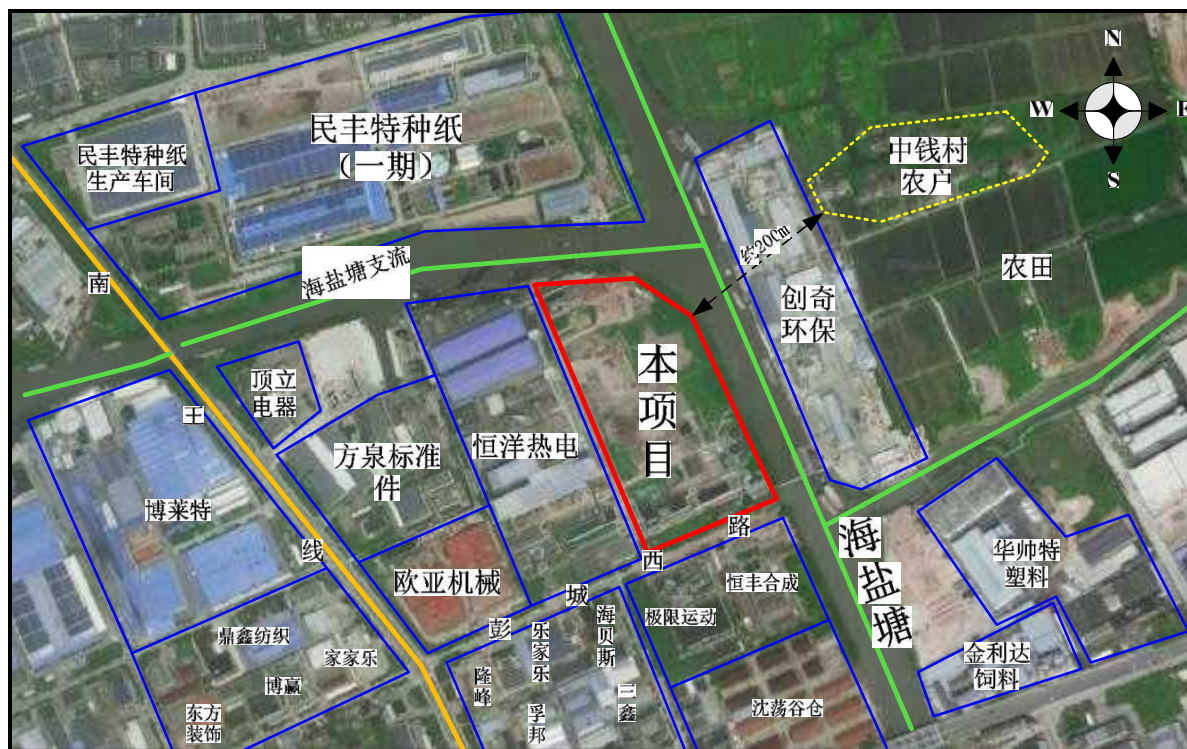 N
W
E
S
民丰特种纸
(一期)
民丰特种纸
生产车间
中钱村
农户
约200m
农田
海盐塘支流
南
王
线
创奇
环保
本
项
目
顶立
电器
方泉标准
件
恒洋热电
博莱特
欧亚机械
彭
城
西
路
海
盐
塘
华帅特
塑料
金利达
饲料
恒丰合成
极限运动
沈荡谷仓
海贝斯
乐家乐
隆峰
孚邦
鼎鑫纺织
家家乐
博赢
东方
装饰